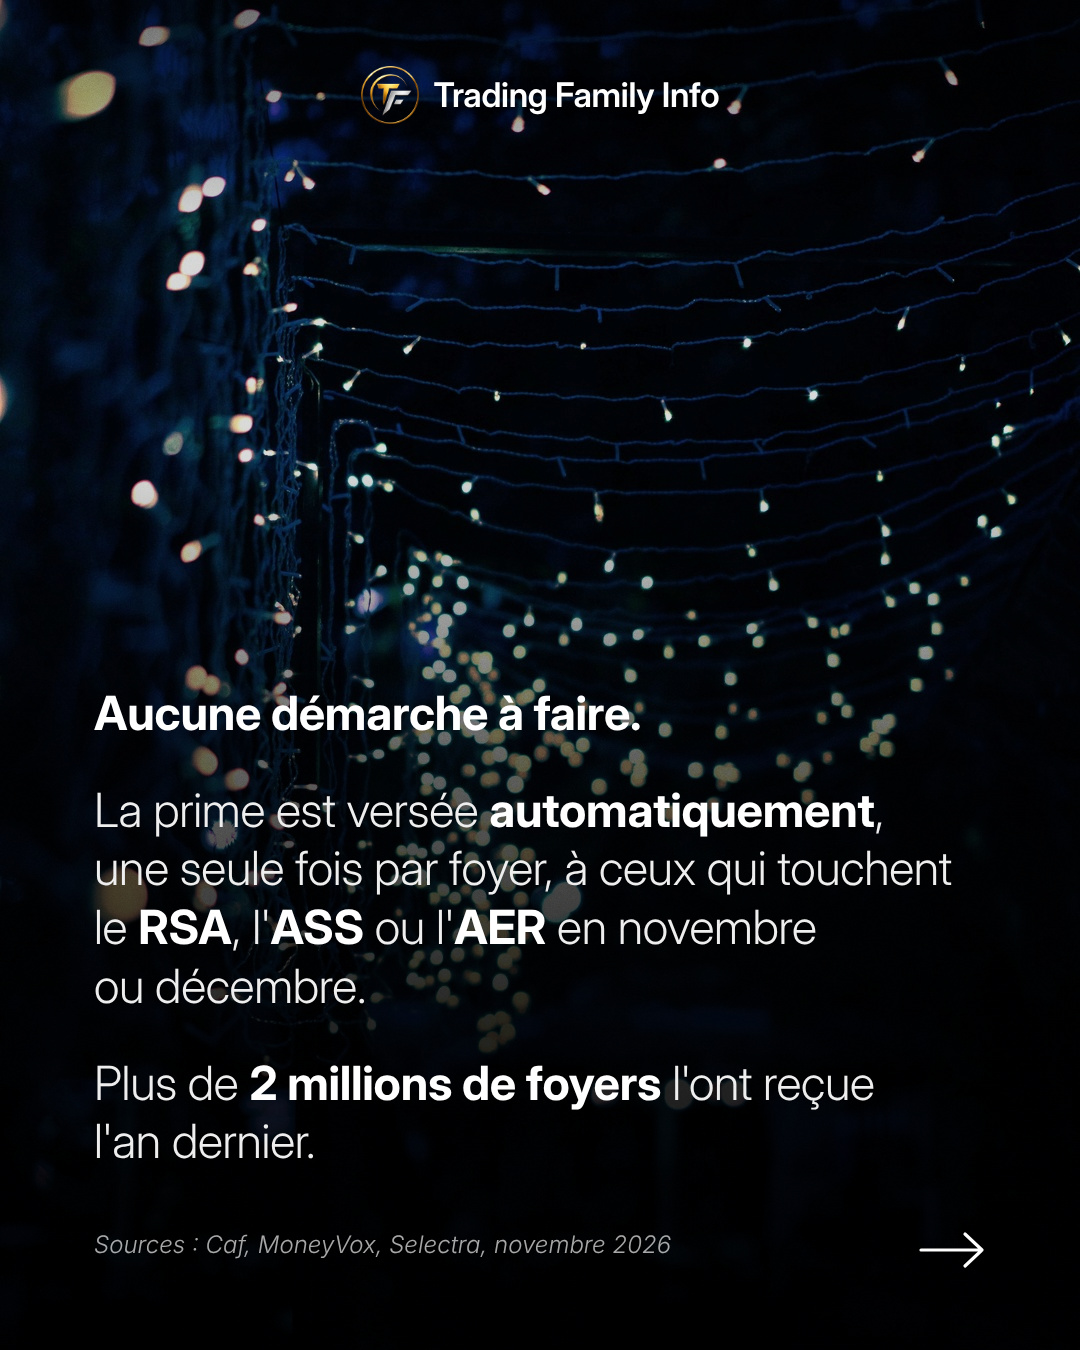 TF Trading Family Info
Aucune démarche à faire.
La prime est versée automatiquement,
une seule fois par foyer, à ceux qui touchent
le RSA, l'ASS ou l'AER en novembre
ou décembre.
Plus de 2 millions de foyers l'ont reçue
l'an dernier.
Sources : Caf, MoneyVox, Selectra, novembre 2026